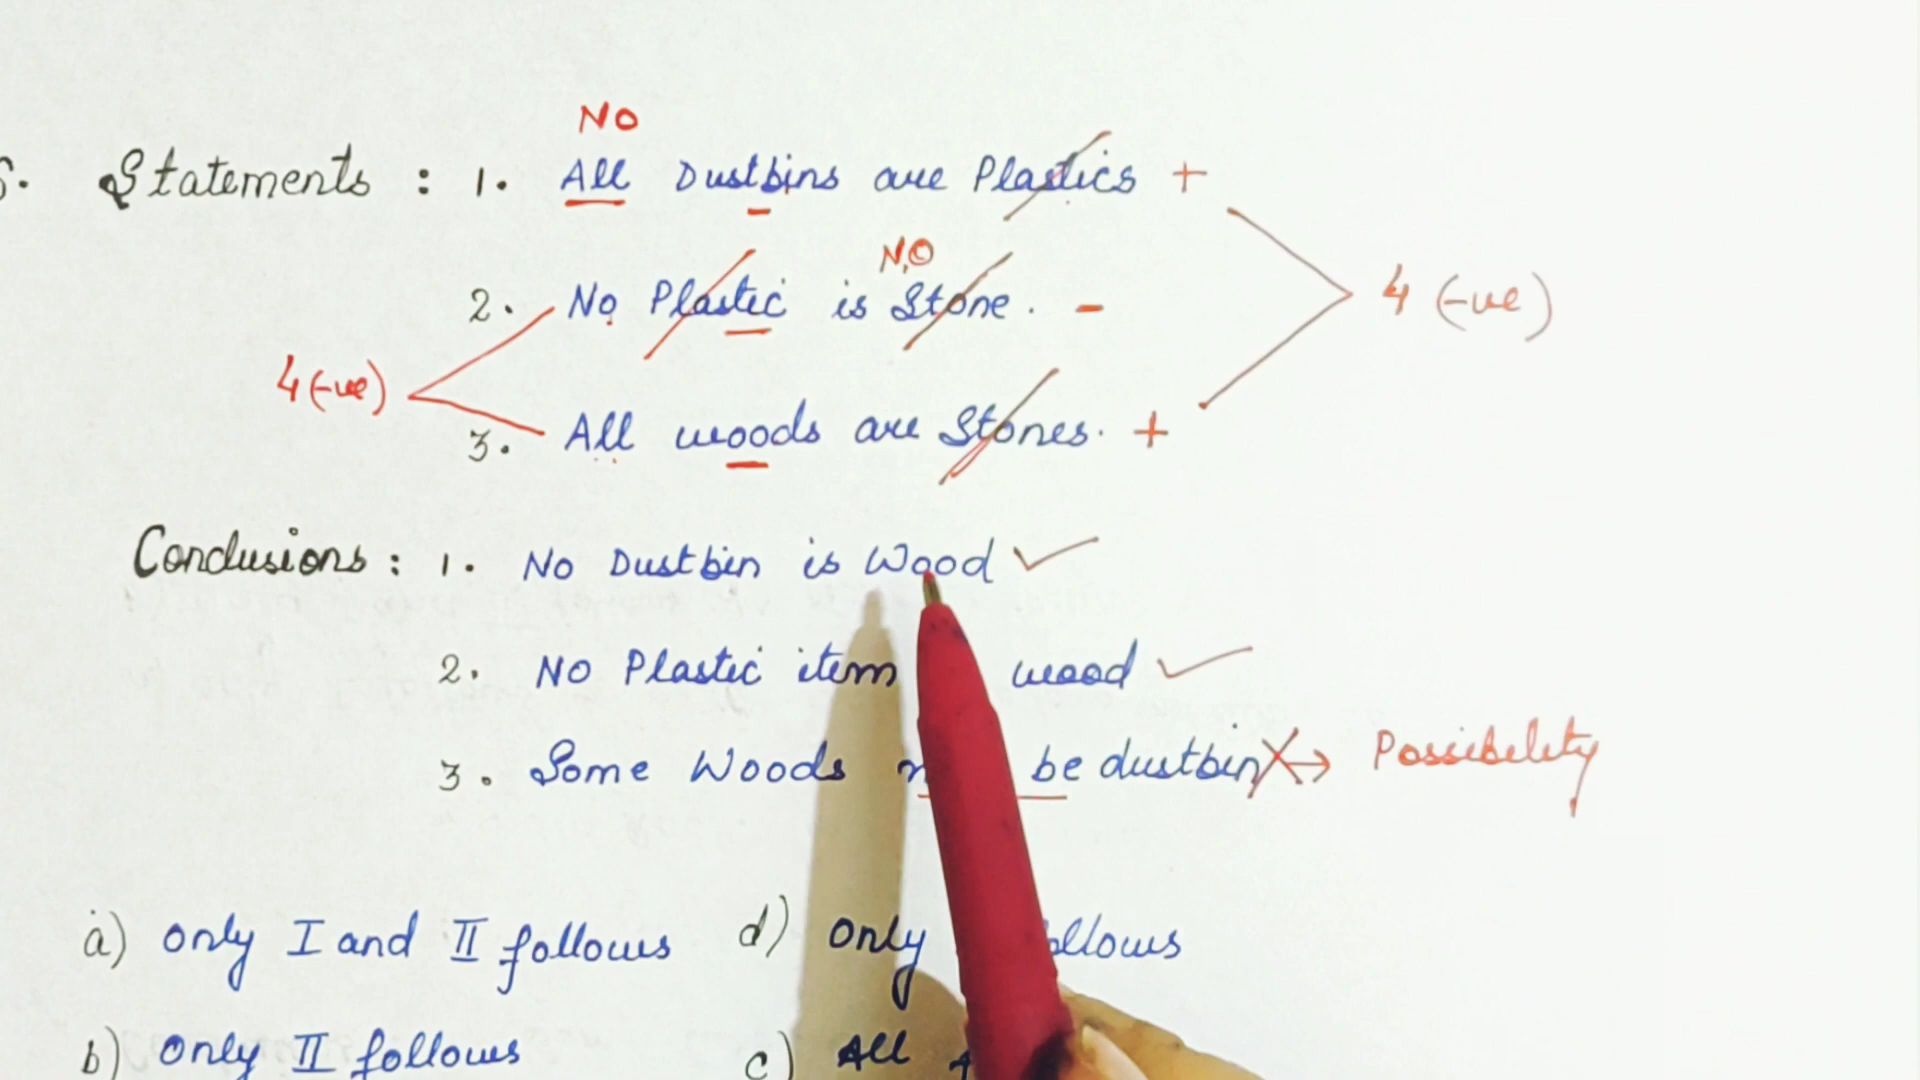 NO
Statements : 1. All Dustbins are Plastics +
NO
2. No Plastic is Stone. -
4 (-ve)
4 (-ve)
3. All woods are Stones. +
Conclusions : 1. No Dustbin is Wood ✓
2. No Plastic item wood ✓
3. Some Woods be dustbin X → Possibelity
a) only I and II follows d) only follows
b) only II follows c) All